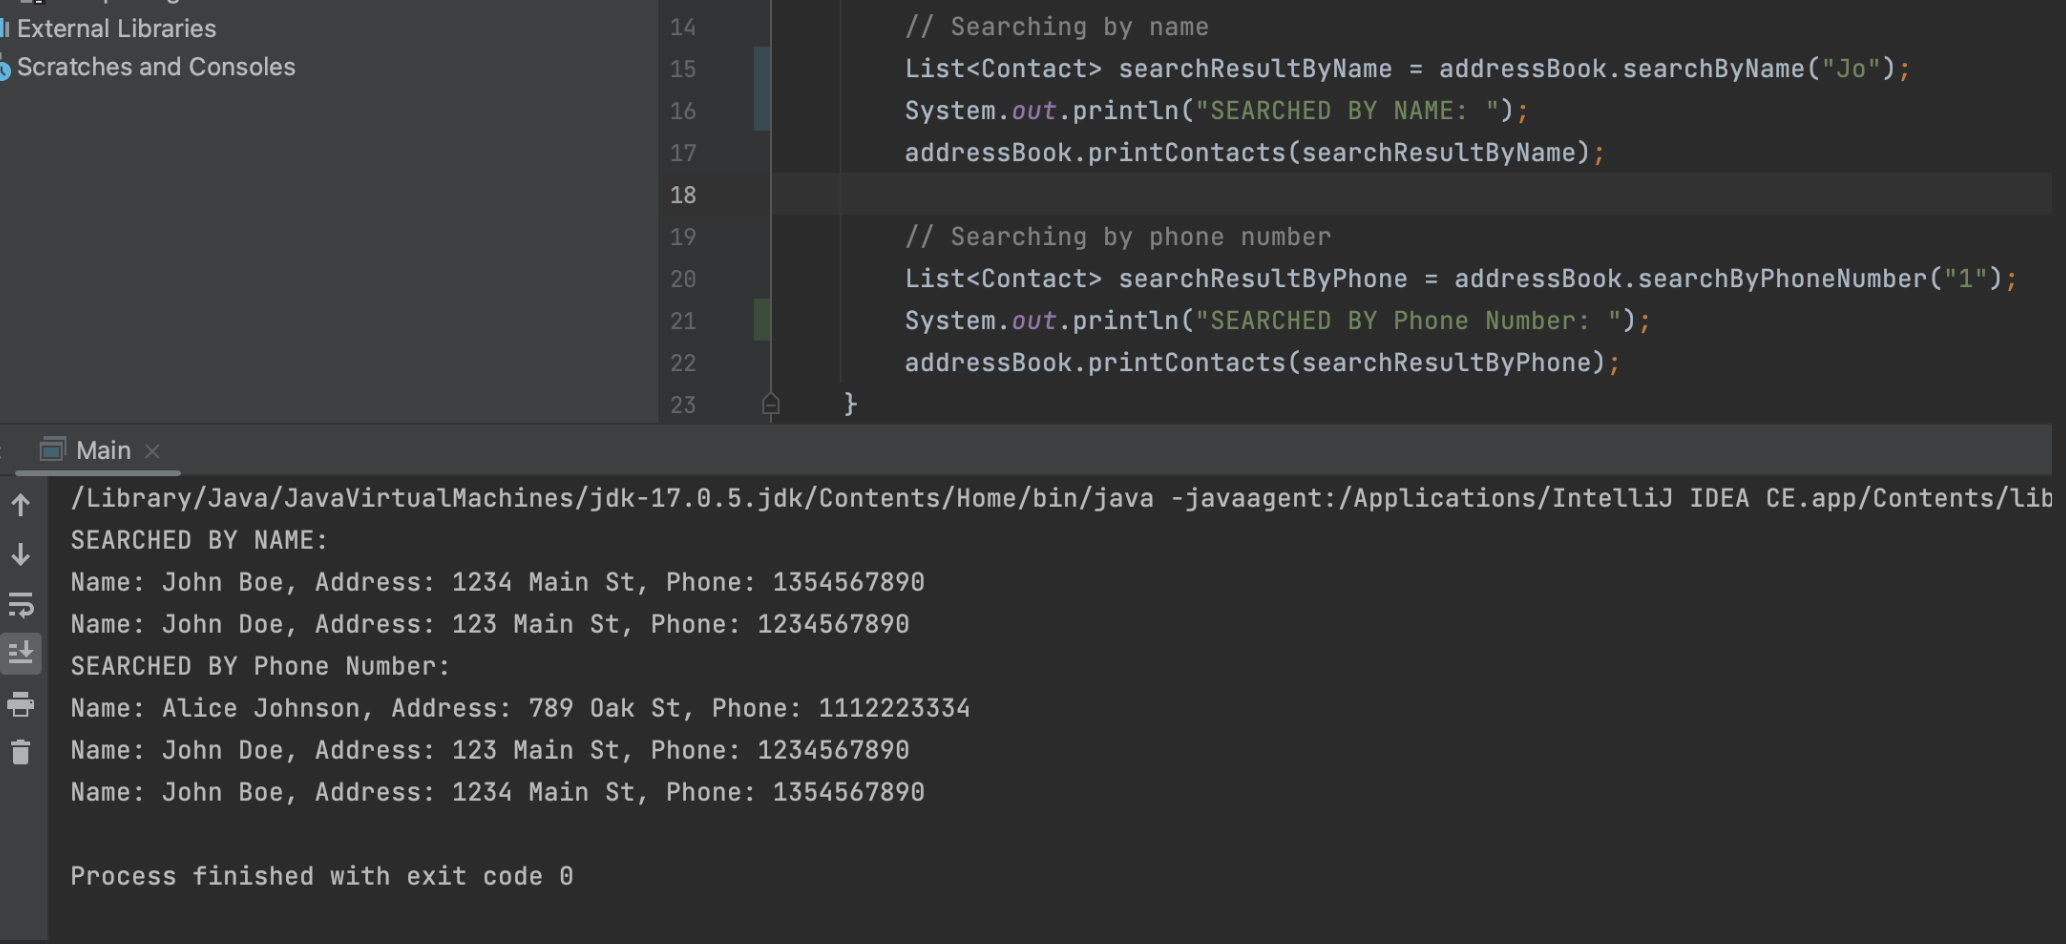 External Libraries
Scratches and Consoles
14 // Searching by name
15 List<Contact> searchResultByName = addressBook.searchByName("Jo");
16 System.out.println("SEARCHED BY NAME: ");
17 addressBook.printContacts(searchResultByName);
18
19 // Searching by phone number
20 List<Contact> searchResultByPhone = addressBook.searchByPhoneNumber("1");
21 System.out.println("SEARCHED BY Phone Number: ");
22 addressBook.printContacts(searchResultByPhone);
23 }
Main
/Library/Java/JavaVirtualMachines/jdk-17.0.5.jdk/Contents/Home/bin/java -javaagent:/Applications/IntelliJ IDEA CE.app/Contents/lib
SEARCHED BY NAME:
Name: John Boe, Address: 1234 Main St, Phone: 1354567890
Name: John Doe, Address: 123 Main St, Phone: 1234567890
SEARCHED BY Phone Number:
Name: Alice Johnson, Address: 789 Oak St, Phone: 1112223334
Name: John Doe, Address: 123 Main St, Phone: 1234567890
Name: John Boe, Address: 1234 Main St, Phone: 1354567890
Process finished with exit code 0